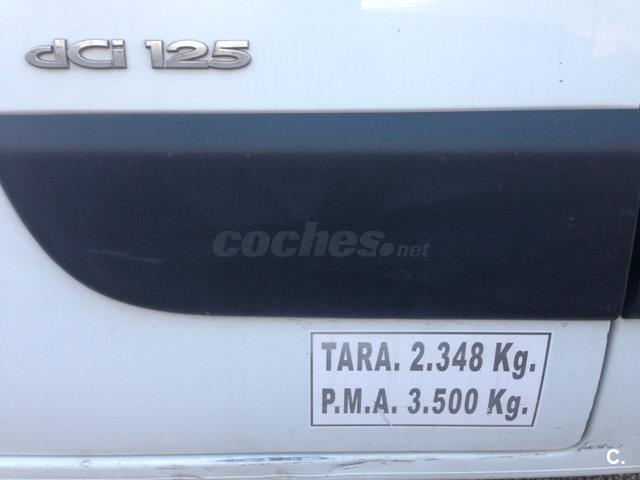 dCi 125
coches.net
TARA. 2.348 Kg.
P.M.A. 3.500 Kg.
C.